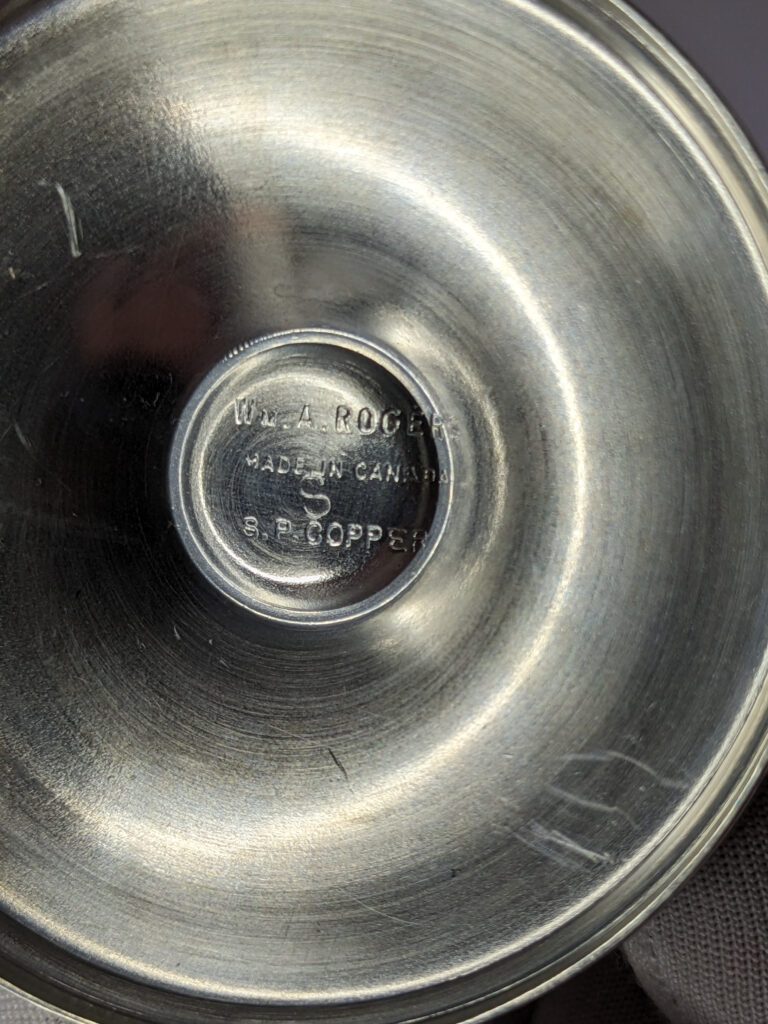 Wm. A. ROGERS
MADE IN CANADA
S
S.P. COPPER